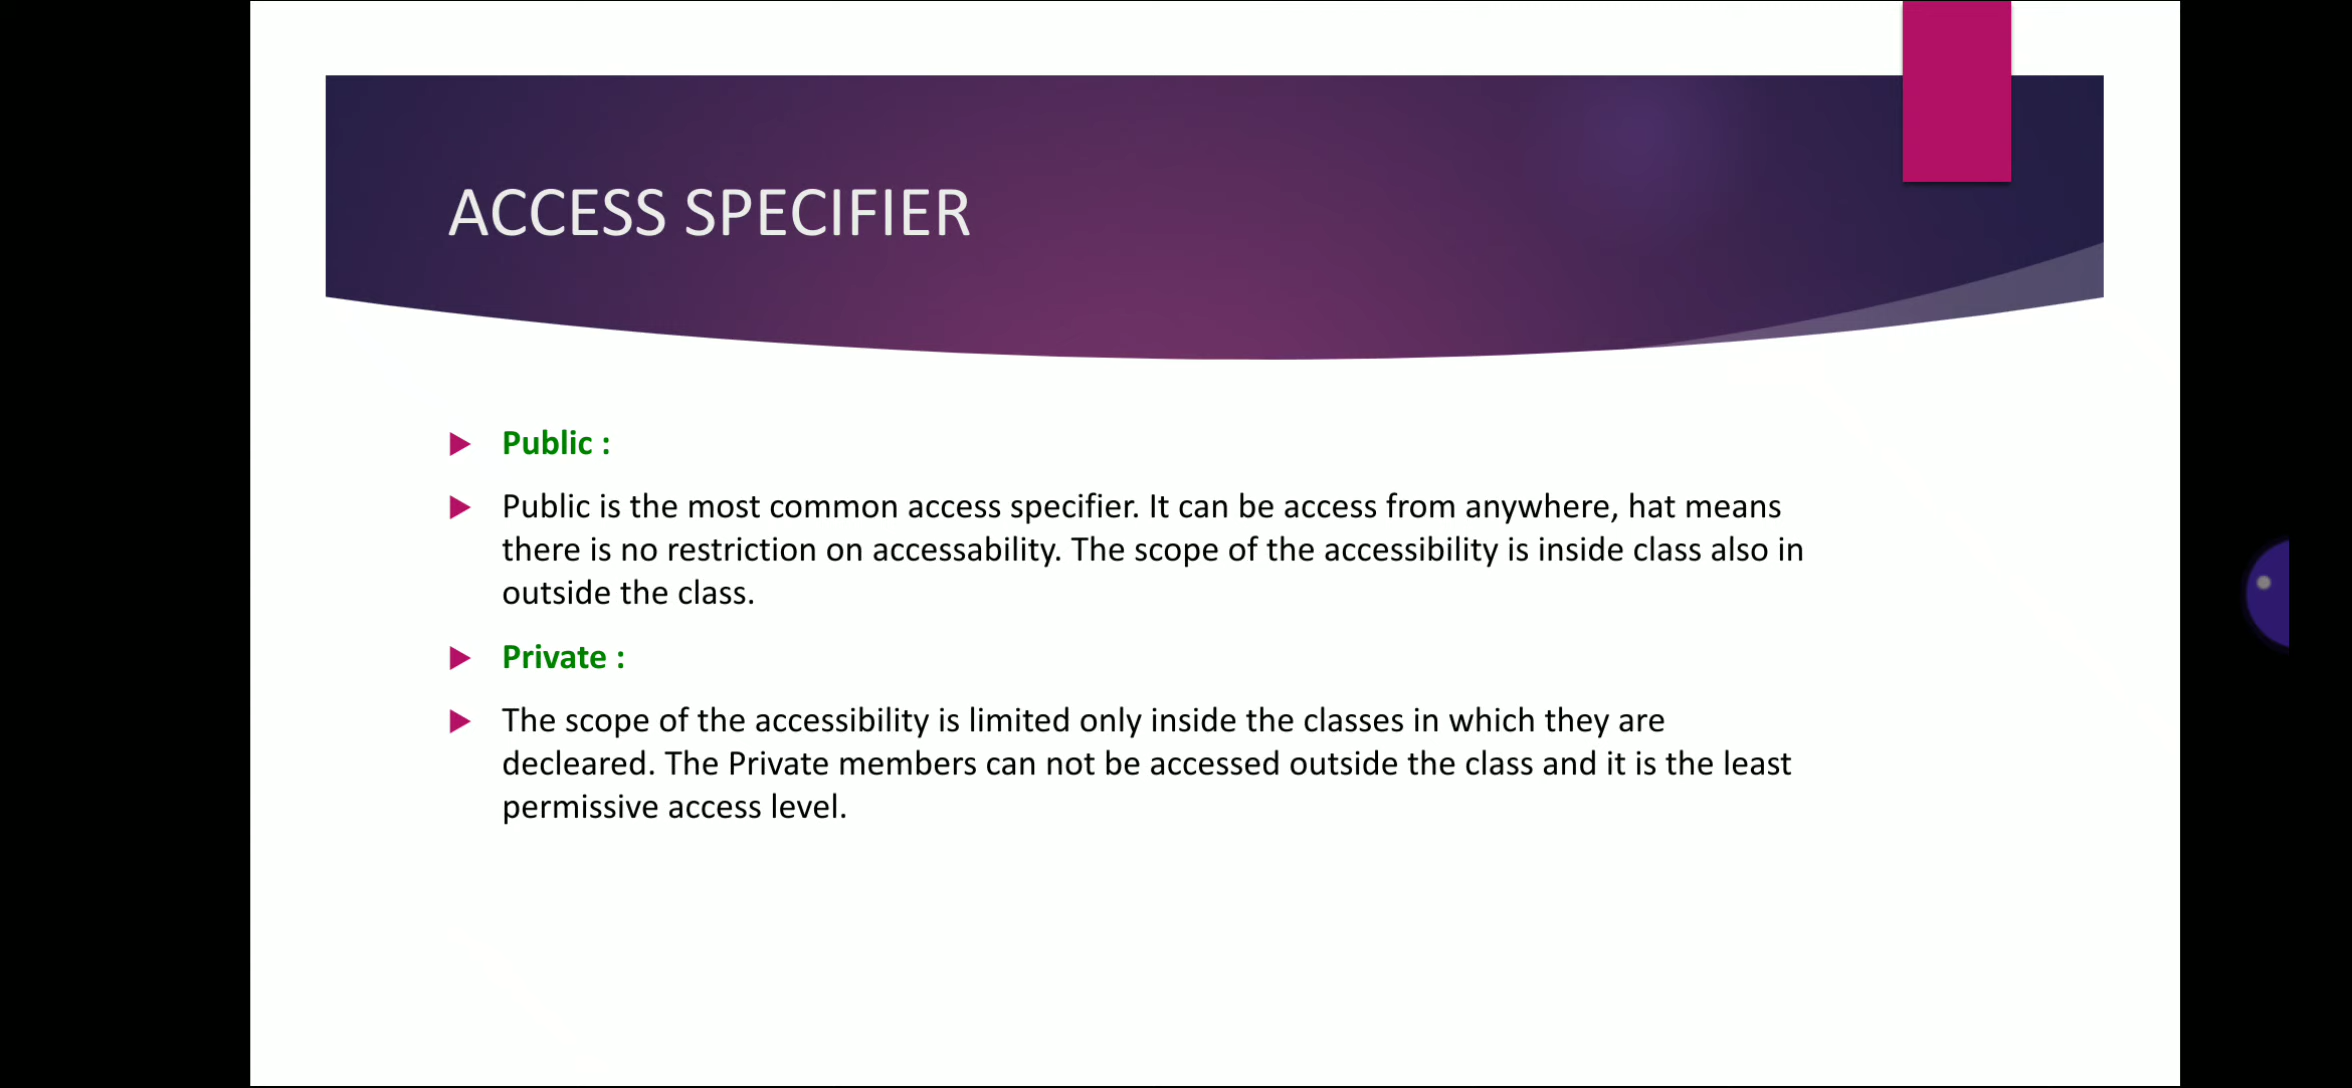 ACCESS SPECIFIER
Public :
Public is the most common access specifier. It can be access from anywhere, hat means
there is no restriction on accessability. The scope of the accessibility is inside class also in
outside the class.
Private :
The scope of the accessibility is limited only inside the classes in which they are
decleared. The Private members can not be accessed outside the class and it is the least
permissive access level.